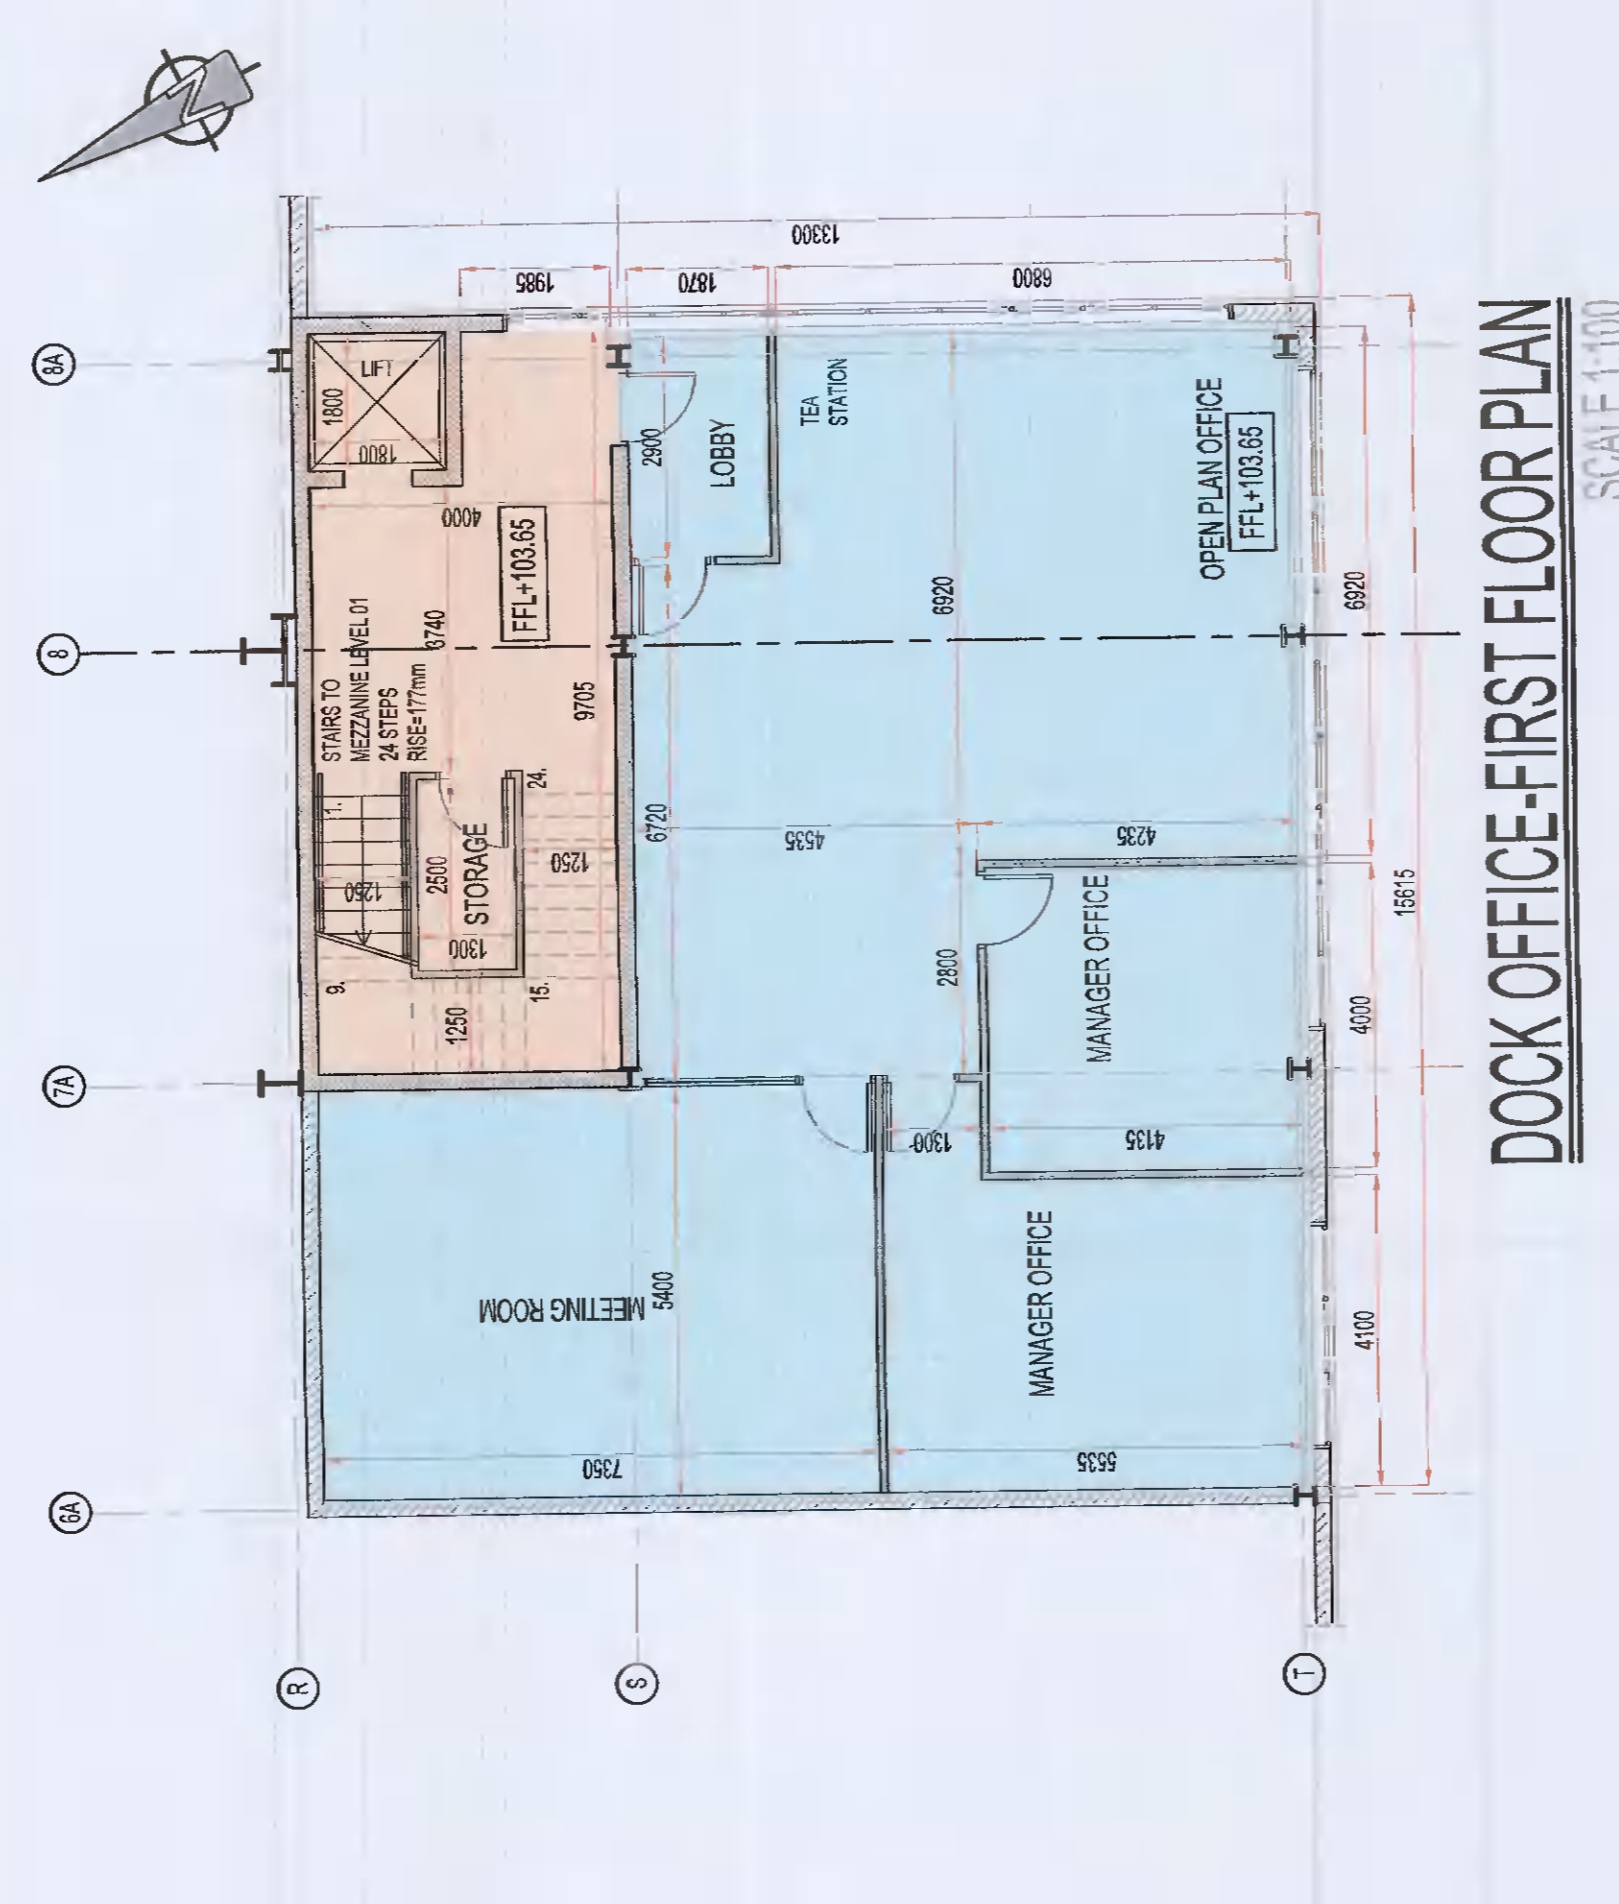 8A
8
7A
6A
R
S
T
LIFT
1800
1800
4000
FFL+103.65
STAIRS TO
MEZZANINE LEVEL 01
24 STEPS
RISE=177mm
3740
9705
1.
9.
15.
24.
1250
1250
1250
2500
1300
STORAGE
1985
1870
6800
13300
2900
LOBBY
TEA
STATION
OPEN PLAN OFFICE
FFL+103.65
6920
6920
6720
4535
4235
2800
MANAGER OFFICE
4135
1300
4000
15615
MEETING ROOM
5400
7350
MANAGER OFFICE
5535
4100
DOCK OFFICE-FIRST FLOOR PLAN
SCALE 1:100